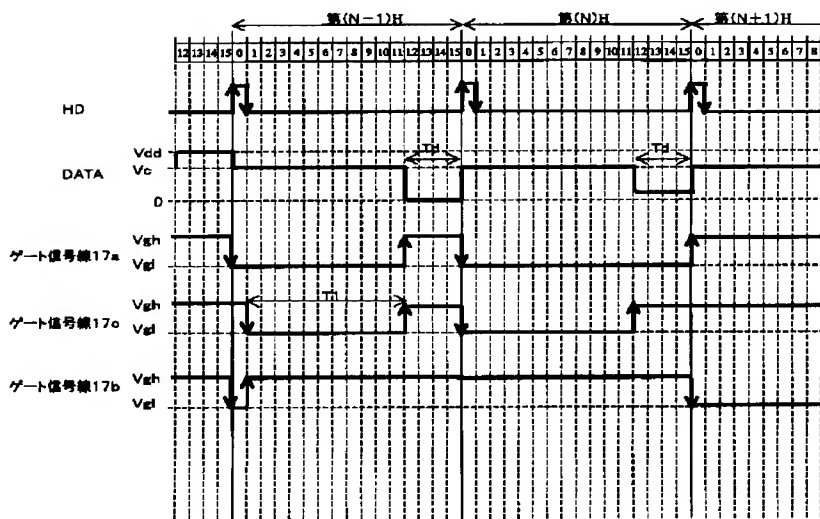 第(N-1)H 第(N)H 第(N+1)H
12 13 14 15 0 1 2 3 4 5 6 7 8 9 10 11 12 13 14 15 0 1 2 3 4 5 6 7 8 9 10 11 12 13 14 15 0 1 2 3 4 5 6 7 8
HD
Td Td
Vdd
DATA Vc
D
ゲート信号線17a Vgh
Vgl
ゲート信号線17c Vgh
Vgl
ゲート信号線17b Vgh
Vgl